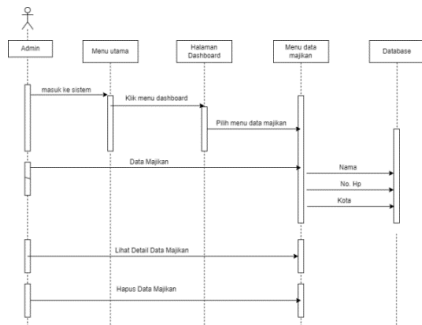 Admin
Menu utama
Halaman
Dashboard
Menu data
majikan
Database
masuk ke sistem
Klik menu dashboard
Pilih menu data majikan
Data Majikan
Nama
No. Hp
Kota
Lihat Detail Data Majikan
Hapus Data Majikan